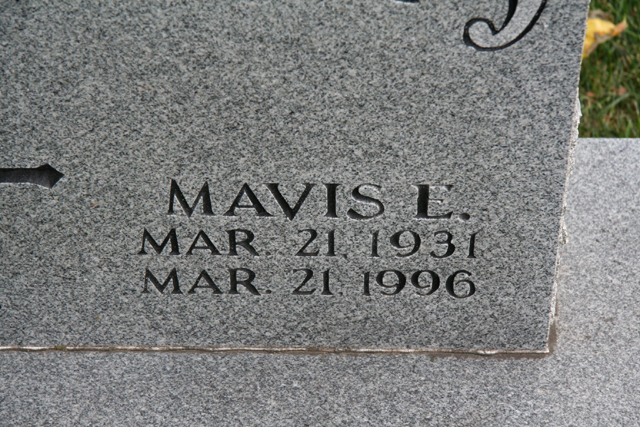 MAVIS E.
MAR. 21, 1931
MAR. 21, 1996